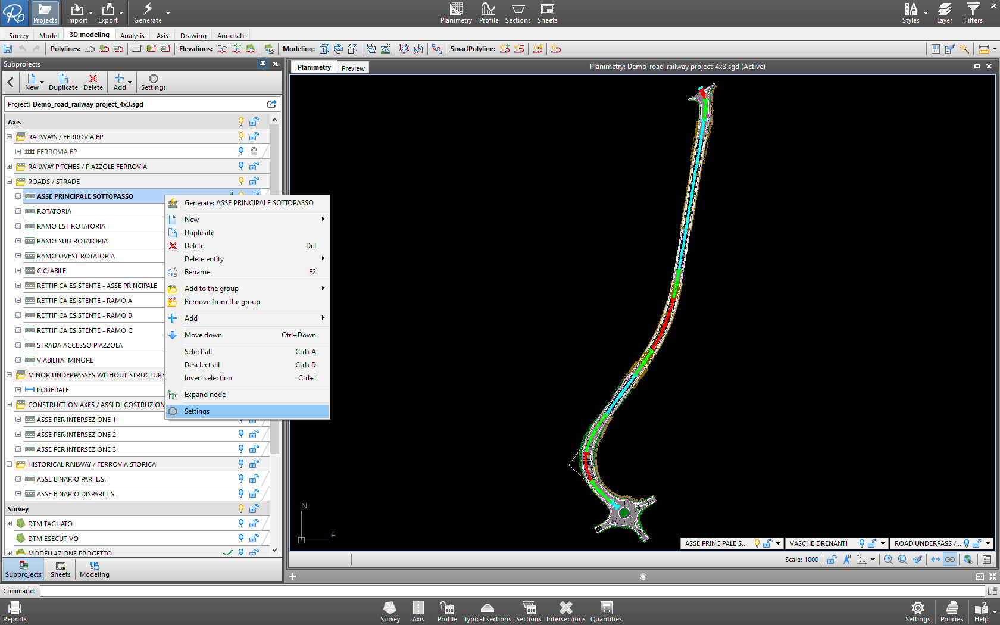 Ro
Projects
Import
Export
Generate
Planimetry
Profile
Sections
Sheets
Styles
Layer
Filters
Survey
Model
3D modeling
Analysis
Axis
Drawing
Annotate
Polylines:
Elevations:
Modeling:
SmartPolyline:
Subprojects
New
Duplicate
Delete
Add
Settings
Project: Demo_road_railway project_4x3.sgd
Axis
RAILWAYS / FERROVIA BP
FERROVIA BP
RAILWAY PITCHES / PIAZZOLE FERROVIA
ROADS / STRADE
ASSE PRINCIPALE SOTTOPASSO
ROTATORIA
RAMO EST ROTATORIA
RAMO SUD ROTATORIA
RAMO OVEST ROTATORIA
CICLABILE
RETTIFICA ESISTENTE - ASSE PRINCIPALE
RETTIFICA ESISTENTE - RAMO A
RETTIFICA ESISTENTE - RAMO B
RETTIFICA ESISTENTE - RAMO C
STRADA ACCESSO PIAZZOLA
VIABILITA' MINORE
MINOR UNDERPASSES WITHOUT STRUCTURE
PODERALE
CONSTRUCTION AXES / ASSI DI COSTRUZION
ASSE PER INTERSEZIONE 1
ASSE PER INTERSEZIONE 2
ASSE PER INTERSEZIONE 3
HISTORICAL RAILWAY / FERROVIA STORICA
ASSE BINARIO PARI L.S.
ASSE BINARIO DISPARI L.S.
Survey
DTM TAGLIATO
DTM ESECUTIVO
MODELLAZIONE PROGETTO
Subprojects
Sheets
BIM
Modeling
Generate: ASSE PRINCIPALE SOTTOPASSO
New
Duplicate
Delete Del
Delete entity
Rename F2
Add to the group
Remove from the group
Add
Move down Ctrl+Down
Select all Ctrl+A
Deselect all Ctrl+D
Invert selection Ctrl+I
Expand node
Settings
Planimetry
Preview
Planimetry: Demo_road_railway project_4x3.sgd (Active)
N
E
ASSE PRINCIPALE S...
VASCHE DRENANTI
ROAD UNDERPASS /...
Scale: 1000
Command:
Reports
Survey
Axis
Profile
Typical sections
Sections
Intersections
Quantities
Settings
Policies
Help